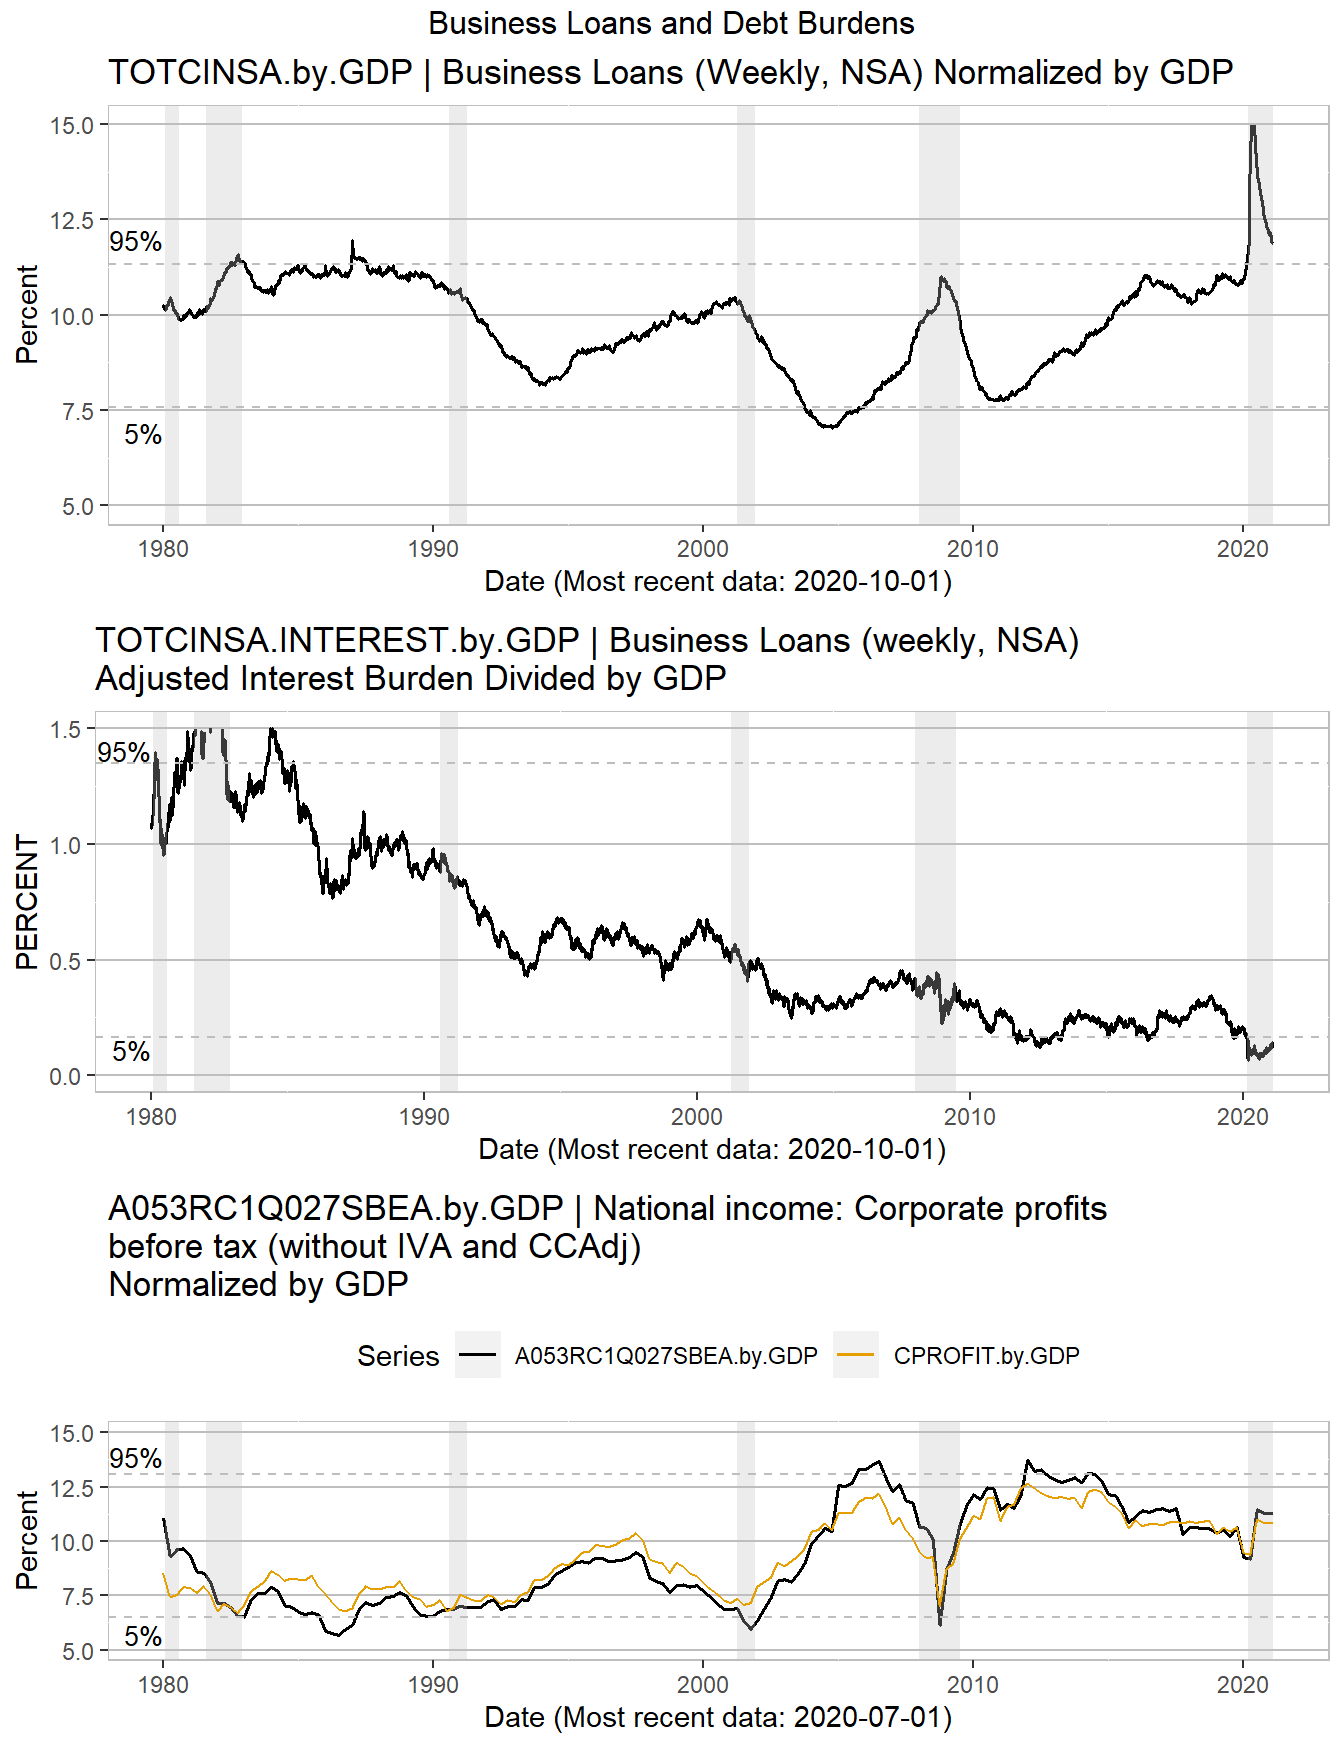 Business Loans and Debt Burdens
TOTCINSA.by.GDP | Business Loans (Weekly, NSA) Normalized by GDP
15.0
12.5
95%
10.0
7.5
5%
5.0
Percent
1980 1990 2000 2010 2020
Date (Most recent data: 2020-10-01)
TOTCINSA.INTEREST.by.GDP | Business Loans (weekly, NSA)
Adjusted Interest Burden Divided by GDP
1.5
95%
1.0
0.5
5%
0.0
PERCENT
1980 1990 2000 2010 2020
Date (Most recent data: 2020-10-01)
A053RC1Q027SBEA.by.GDP | National income: Corporate profits
before tax (without IVA and CCAdj)
Normalized by GDP
Series A053RC1Q027SBEA.by.GDP CPROFIT.by.GDP
15.0
95%
12.5
10.0
7.5
5%
5.0
Percent
1980 1990 2000 2010 2020
Date (Most recent data: 2020-07-01)